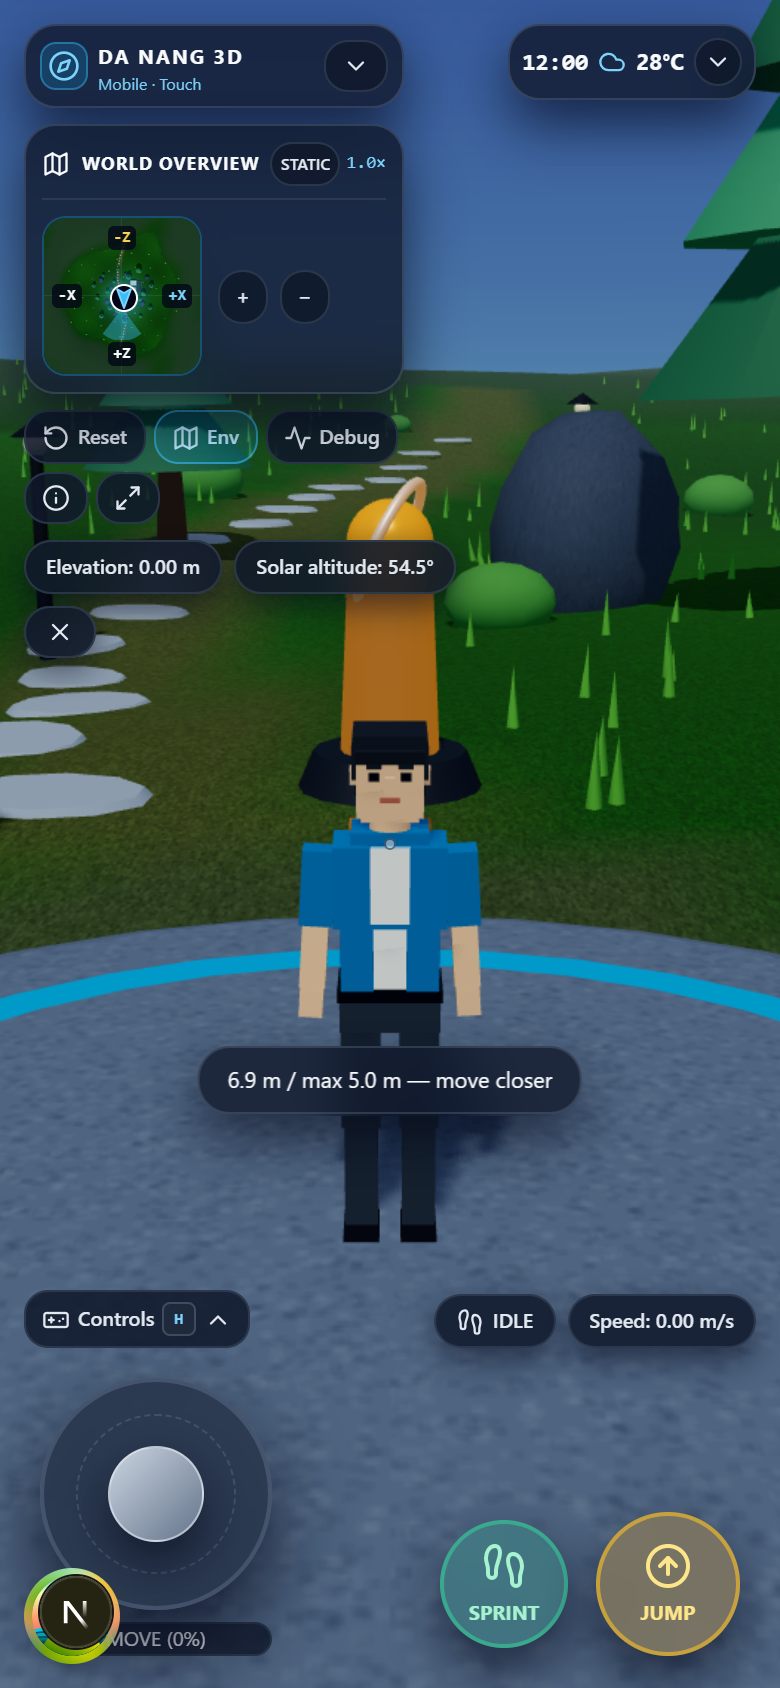 DA NANG 3D
Mobile · Touch
12:00 28°C
WORLD OVERVIEW STATIC 1.0×
-Z
-X +X
+Z
+ −
Reset Env Debug
Elevation: 0.00 m Solar altitude: 54.5°
6.9 m / max 5.0 m — move closer
Controls H IDLE Speed: 0.00 m/s
SPRINT JUMP
N
MOVE (0%)